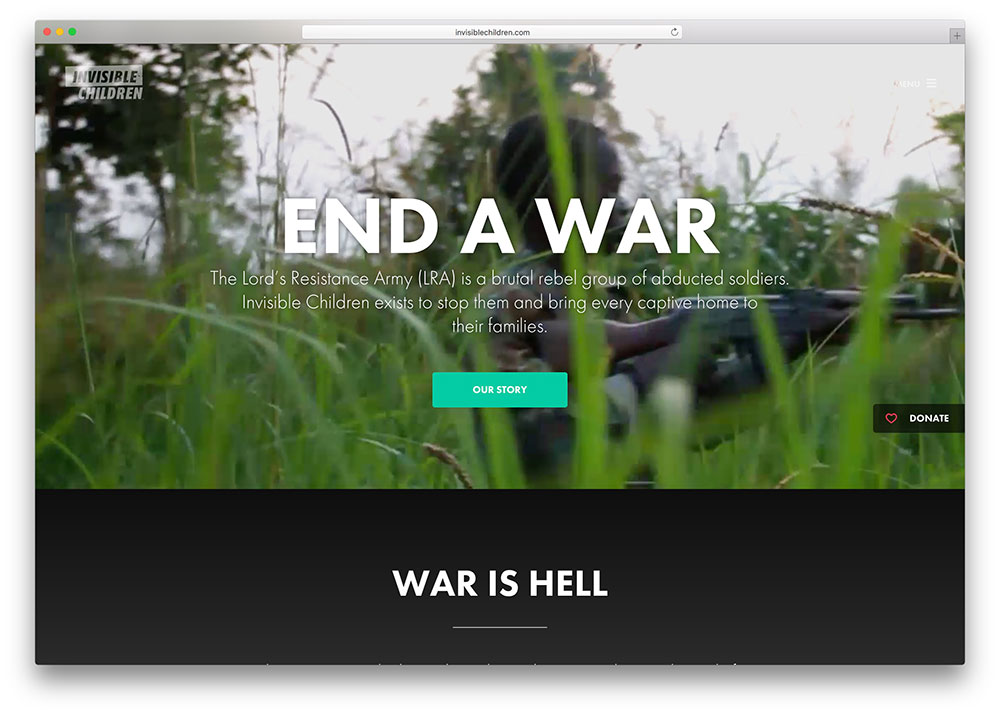 invisiblechildren.com
INVISIBLE
CHILDREN
MENU
END A WAR
The Lord's Resistance Army (LRA) is a brutal rebel group of abducted soldiers.
Invisible Children exists to stop them and bring every captive home to
their families.
OUR STORY
DONATE
WAR IS HELL